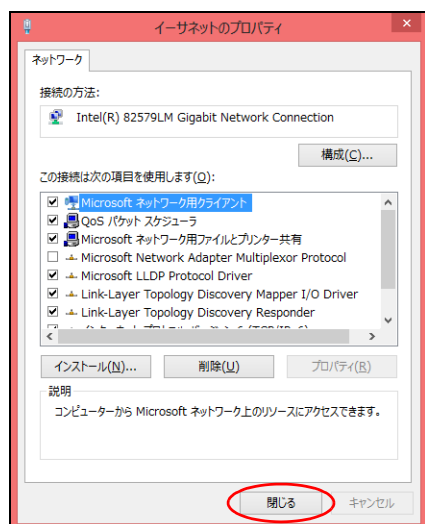 イーサネットのプロパティ
×
ネットワーク
接続の方法:
Intel(R) 82579LM Gigabit Network Connection
構成(C)...
この接続は次の項目を使用します(O):
Microsoft ネットワーク用クライアント
QoS パケット スケジューラ
Microsoft ネットワーク用ファイルとプリンター共有
Microsoft Network Adapter Multiplexor Protocol
Microsoft LLDP Protocol Driver
Link-Layer Topology Discovery Mapper I/O Driver
Link-Layer Topology Discovery Responder
インストール(N)...
削除(U)
プロパティ(R)
説明
コンピューターから Microsoft ネットワーク上のリソースにアクセスできます。
閉じる
キャンセル